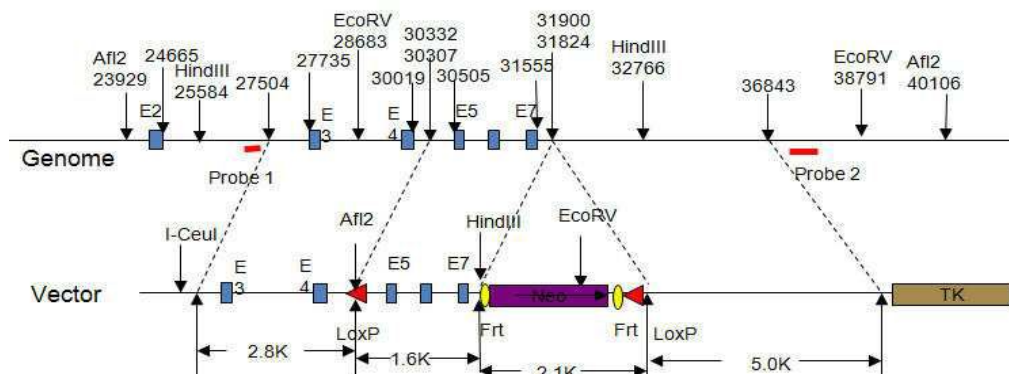 Afl2
23929
24665
E2
HindIII
25584
27504
27735
E
3
EcoRV
28683
30332
30307
30019
E
4
30505
E5
31555
E7
31900
31824
HindIII
32766
36843
EcoRV
38791
Afl2
40106
Genome
Probe 1
Probe 2
I-CeuI
E
3
E
4
Afl2
E5
E7
HindIII
EcoRV
Vector
Neo
TK
LoxP
Frt
Frt
LoxP
2.8K
1.6K
2.1K
5.0K